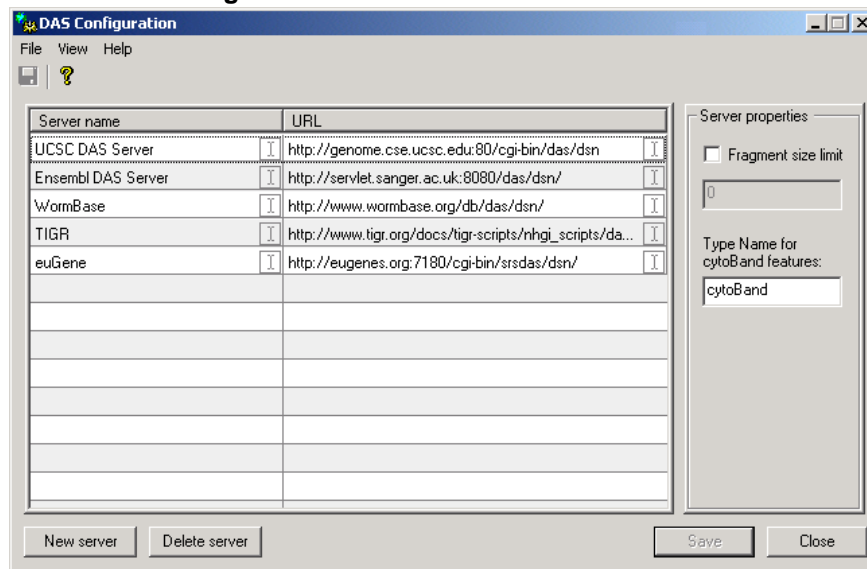 DAS Configuration
File View Help
Server name URL
UCSC DAS Server http://genome.cse.ucsc.edu:80/cgi-bin/das/dsn
Ensembl DAS Server http://servlet.sanger.ac.uk:8080/das/dsn/
WormBase http://www.wormbase.org/db/das/dsn/
TIGR http://www.tigr.org/docs/tigr-scripts/nhgi_scripts/da...
euGene http://eugenes.org:7180/cgi-bin/srsdas/dsn/
Server properties
Fragment size limit
0
Type Name for
cytoBand features:
cytoBand
New server Delete server Save Close